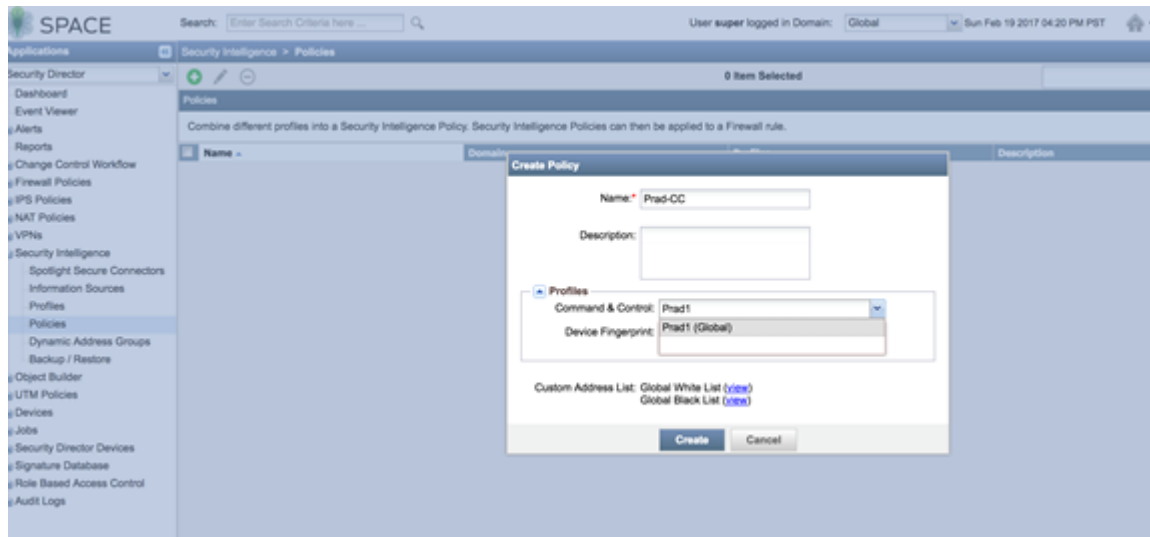 SPACE
Search: Enter Search Criteria here ...
User super logged in Domain: Global Sun Feb 19 2017 04:20 PM PST
Applications
Security Intelligence > Policies
Security Director
0 Item Selected
Dashboard
Event Viewer
Alerts
Reports
Change Control Workflow
Firewall Policies
IPS Policies
NAT Policies
VPNs
Security Intelligence
Spotlight Secure Connectors
Information Sources
Profiles
Policies
Dynamic Address Groups
Backup / Restore
Object Builder
UTM Policies
Devices
Jobs
Security Director Devices
Signature Database
Role Based Access Control
Audit Logs
Policies
Combine different profiles into a Security Intelligence Policy. Security Intelligence Policies can then be applied to a Firewall rule.
Name Domain Description
Create Policy
Name:* Prad-CC
Description:
Profiles
Command & Control: Prad1
Prad1 (Global)
Device Fingerprint:
Custom Address List: Global White List (view)
Global Black List (view)
Create Cancel